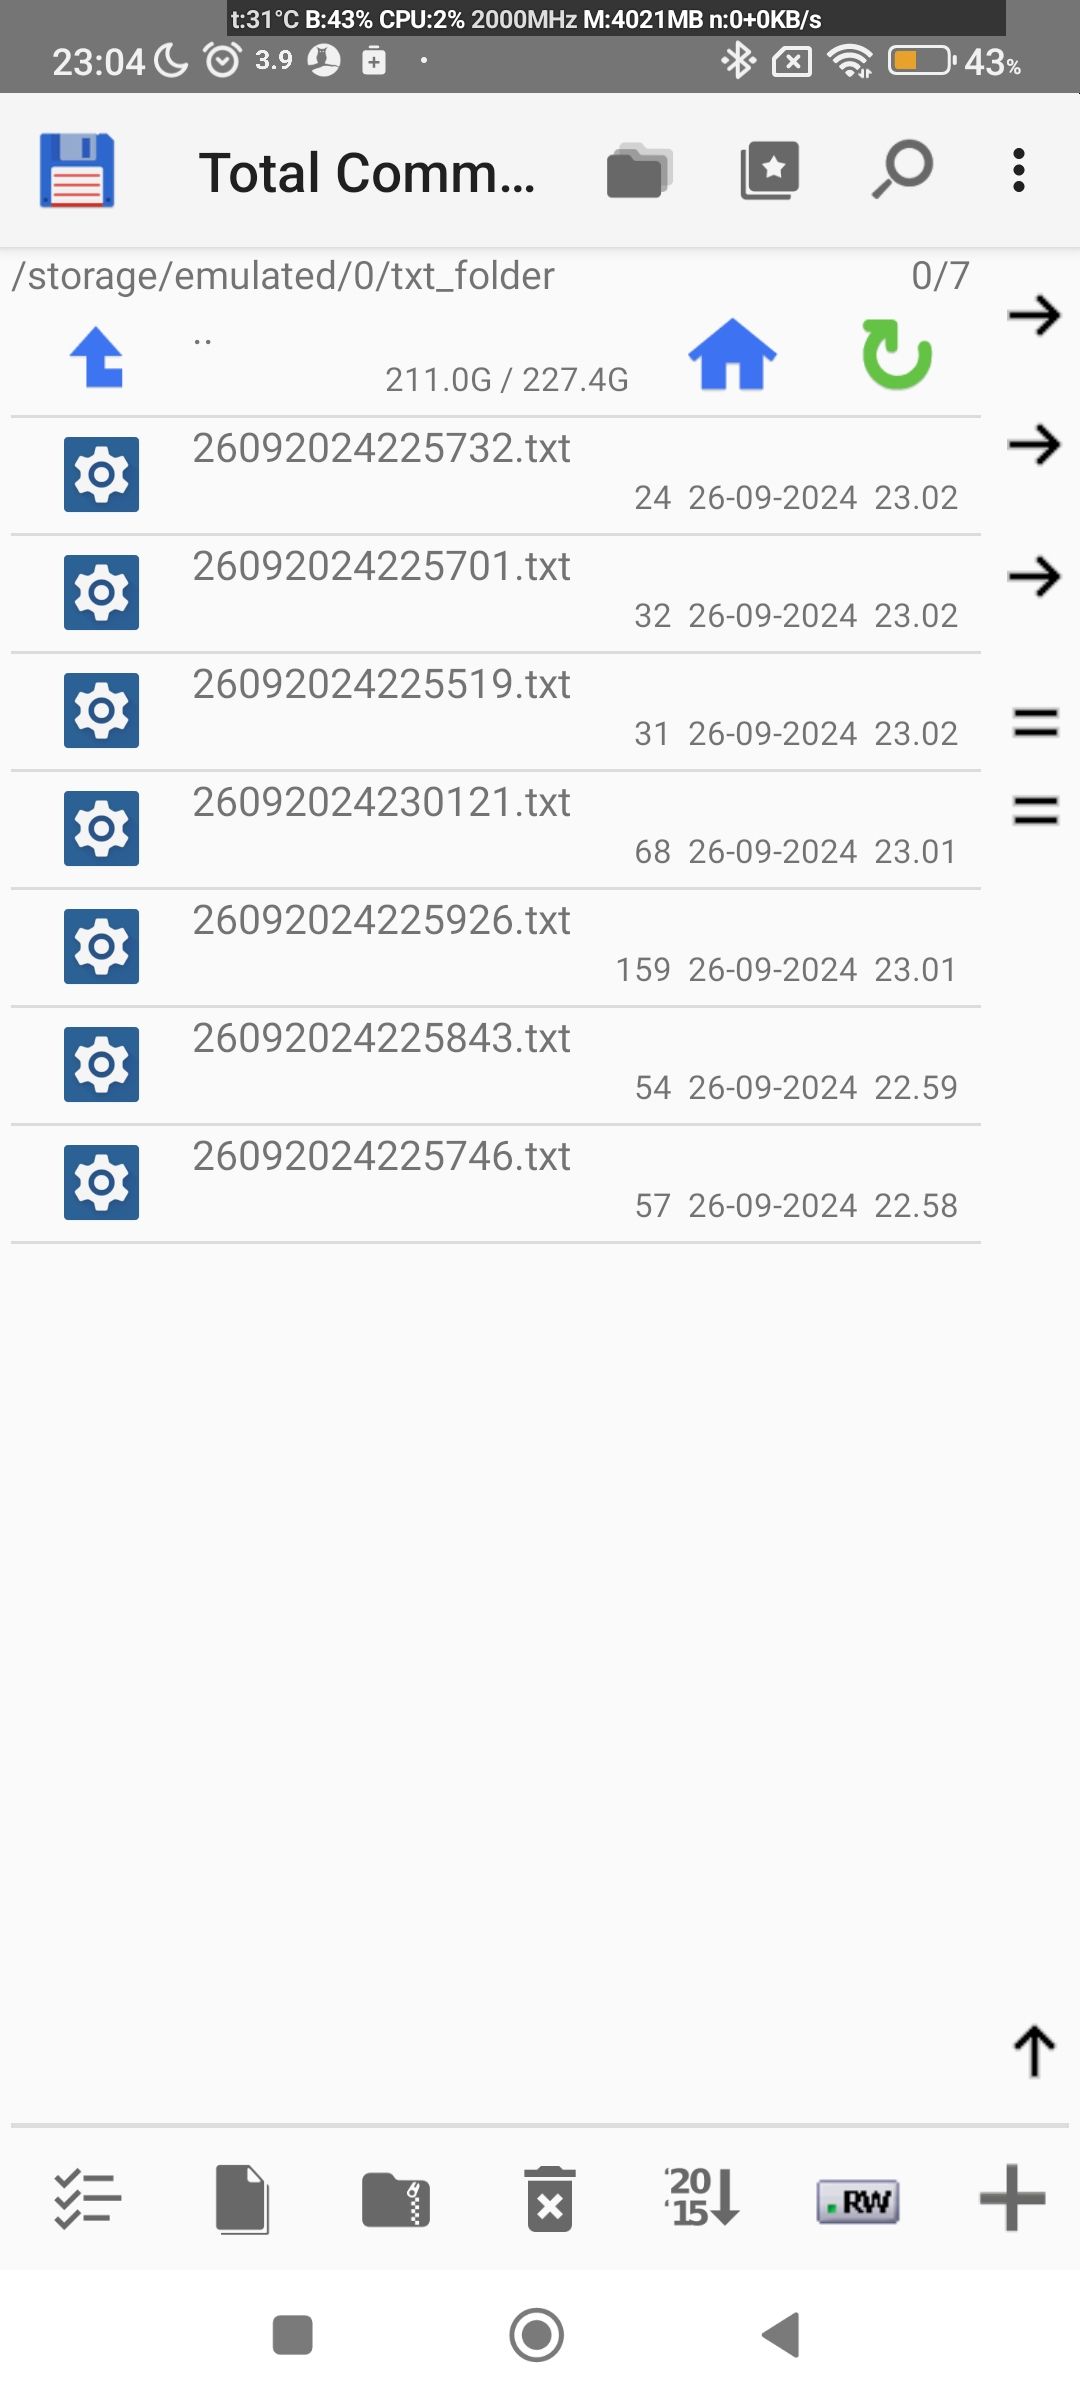 t:31°C B:43% CPU:2% 2000MHz M:4021MB n:0+0KB/s
23:04 3.9 43%
Total Comm...
/storage/emulated/0/txt_folder 0/7
..
211.0G / 227.4G
26092024225732.txt
24 26-09-2024 23.02
26092024225701.txt
32 26-09-2024 23.02
26092024225519.txt
31 26-09-2024 23.02
26092024230121.txt
68 26-09-2024 23.01
26092024225926.txt
159 26-09-2024 23.01
26092024225843.txt
54 26-09-2024 22.59
26092024225746.txt
57 26-09-2024 22.58
'20
'15
.RW